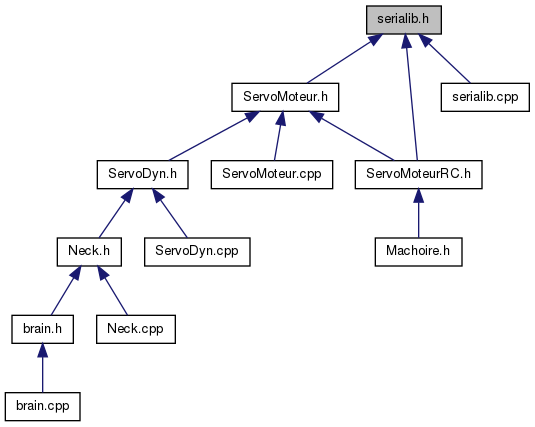 serialib.h
ServoMoteur.h
serialib.cpp
ServoDyn.h
ServoMoteur.cpp
ServoMoteurRC.h
Neck.h
ServoDyn.cpp
Machoire.h
brain.h
Neck.cpp
brain.cpp